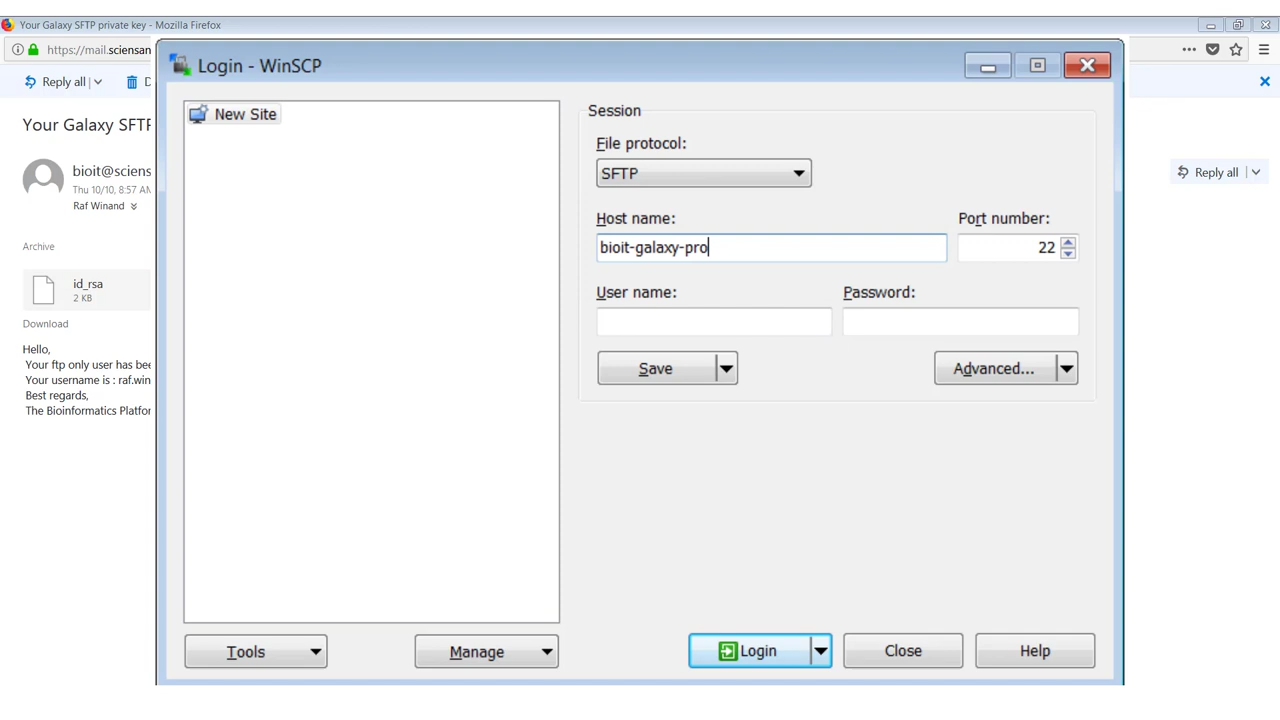 Your Galaxy SFTP private key - Mozilla Firefox
https://mail.sciensan
Reply all
Your Galaxy SFTP
bioit@sciens
Thu 10/10, 8:57 AM
Raf Winand
Archive
id_rsa
2 KB
Download
Hello,
Your ftp only user has bee
Your username is : raf.win
Best regards,
The Bioinformatics Platfor
Login - WinSCP
New Site
Session
File protocol:
SFTP
Host name:
Port number:
bioit-galaxy-pro
22
User name:
Password:
Save
Advanced...
Tools
Manage
Login
Close
Help
Reply all